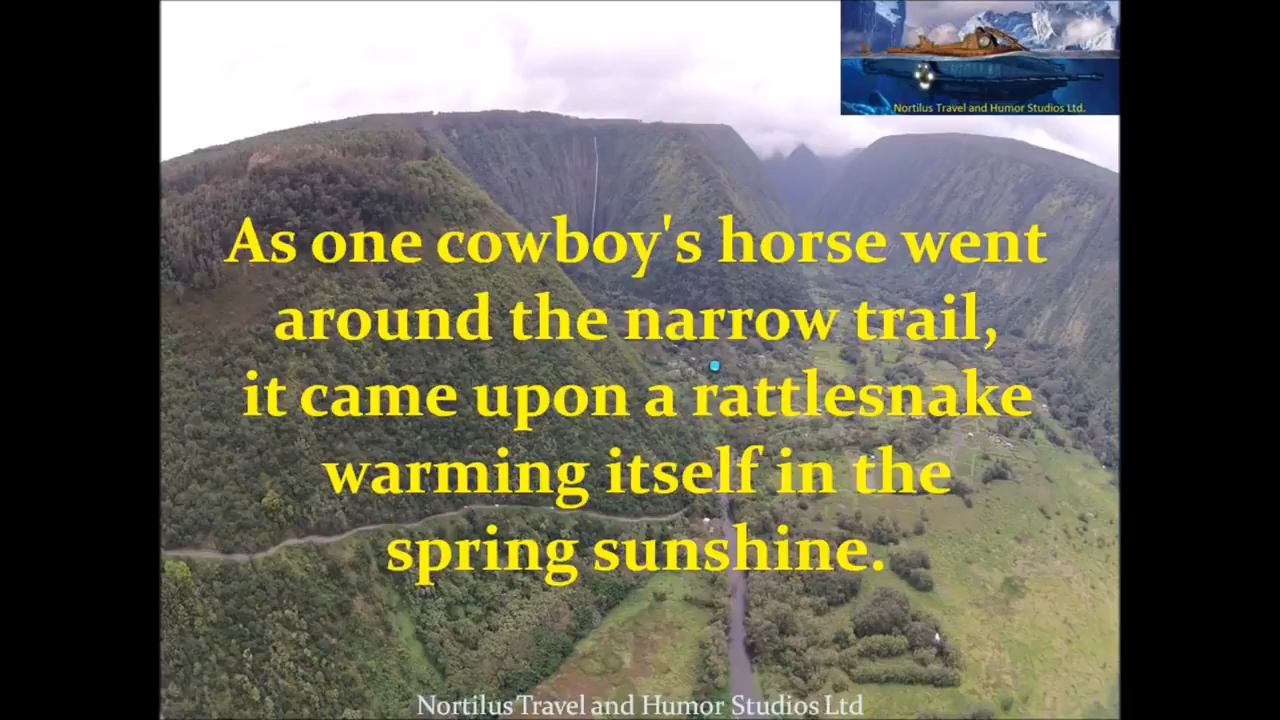 Nortilus Travel and Humor Studios Ltd.
As one cowboy's horse went
around the narrow trail,
it came upon a rattlesnake
warming itself in the
spring sunshine.
Nortilus Travel and Humor Studios Ltd